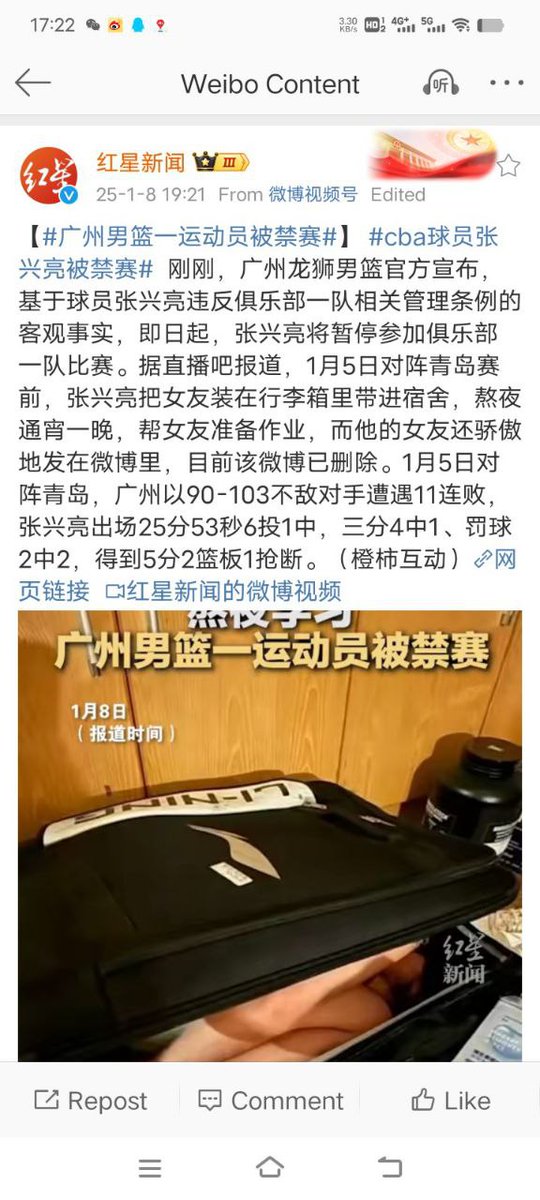 17:22
3.30
KB/s
HD 1 2
4G+
5G
Weibo Content
听
红星新闻 III
25-1-8 19:21 From 微博视频号 Edited
【#广州男篮一运动员被禁赛#】 #cba球员张
兴亮被禁赛# 刚刚，广州龙狮男篮官方宣布，
基于球员张兴亮违反俱乐部一队相关管理条例的
客观事实，即日起，张兴亮将暂停参加俱乐部
一队比赛。据直播吧报道，1月5日对阵青岛赛
前，张兴亮把女友装在行李箱里带进宿舍，熬夜
通宵一晚，帮女友准备作业，而他的女友还骄傲
地发在微博里，目前该微博已删除。1月5日对
阵青岛，广州以90-103不敌对手遭遇11连败，
张兴亮出场25分53秒6投1中，三分4中1、罚球
2中2，得到5分2篮板1抢断。（橙柿互动）网
页链接 红星新闻的微博视频
熬夜学习
广州男篮一运动员被禁赛
1月8日
（报道时间）
LI-NING
红星
新闻
Repost
Comment
Like